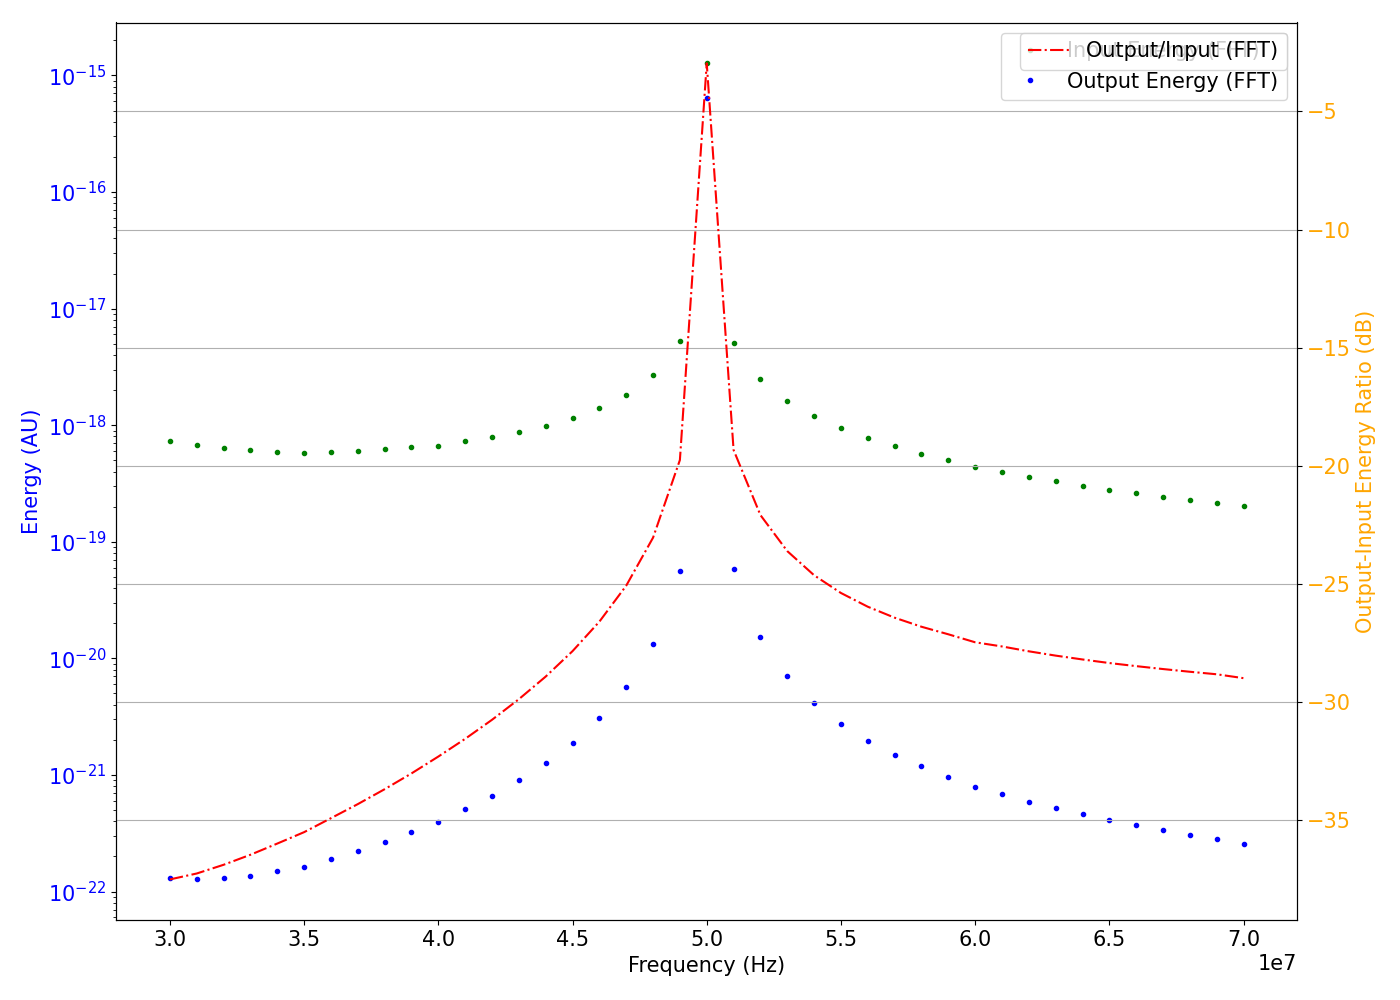 Input Energy (FFT)
Output/Input (FFT)
Output Energy (FFT)
10⁻¹⁵
10⁻¹⁶
10⁻¹⁷
10⁻¹⁸
10⁻¹⁹
10⁻²⁰
10⁻²¹
10⁻²²
Energy (AU)
−5
−10
−15
−20
−25
−30
−35
Output-Input Energy Ratio (dB)
3.0 3.5 4.0 4.5 5.0 5.5 6.0 6.5 7.0
1e7
Frequency (Hz)